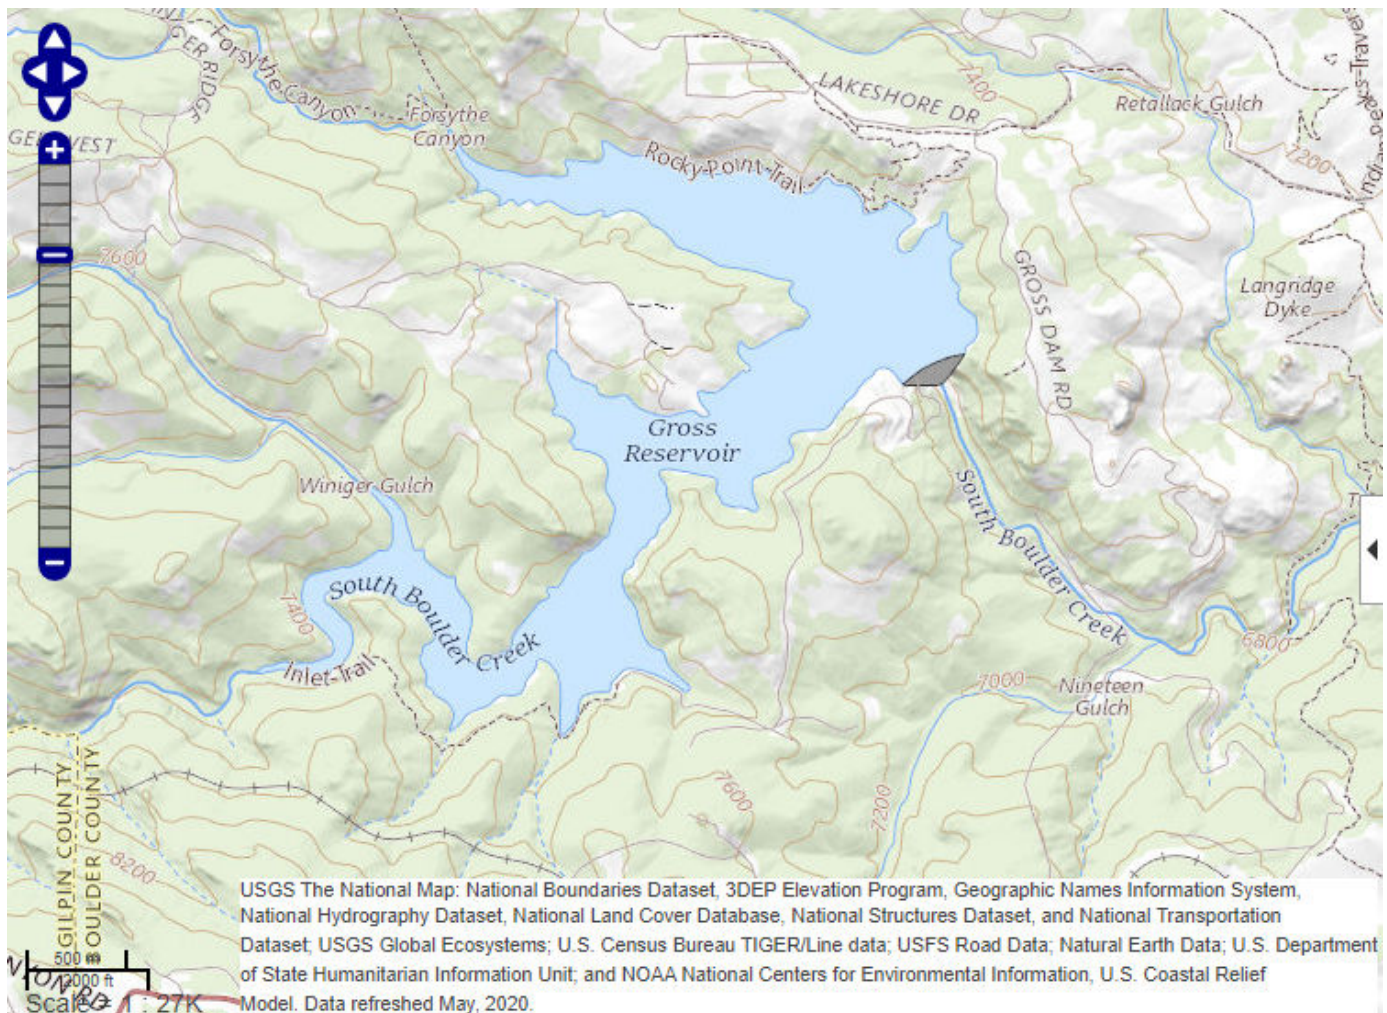 Forsythe Canyon
Forsythe
Canyon
LAKESHORE DR
7400
Retallack Gulch
7200
Rocky Point Trail
7600
GROSS DAM RD
Langridge
Dyke
Gross
Reservoir
Winiger Gulch
South Boulder Creek
South Boulder Creek
7400
Inlet Trail
6800
7000
Nineteen
Gulch
7600
7200
8200
GILPIN COUNTY
BOULDER COUNTY
USGS The National Map: National Boundaries Dataset, 3DEP Elevation Program, Geographic Names Information System,
National Hydrography Dataset, National Land Cover Database, National Structures Dataset, and National Transportation
Dataset; USGS Global Ecosystems; U.S. Census Bureau TIGER/Line data; USFS Road Data; Natural Earth Data; U.S. Department
of State Humanitarian Information Unit; and NOAA National Centers for Environmental Information, U.S. Coastal Relief
Model. Data refreshed May, 2020.
500 m
2000 ft
Scale = 1 : 27K